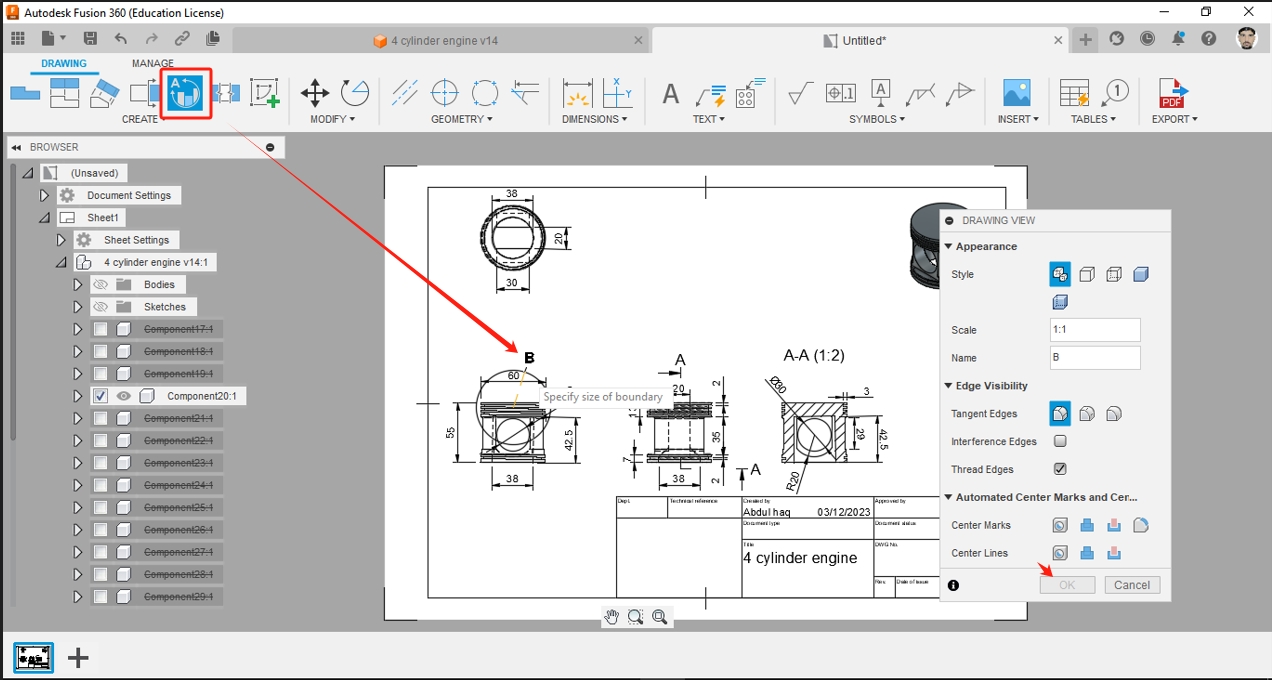 Autodesk Fusion 360 (Education License)
4 cylinder engine v14
Untitled*
DRAWING
MANAGE
A
X
Y
A
.1
A
1
PDF
CREATE
MODIFY
GEOMETRY
DIMENSIONS
TEXT
SYMBOLS
INSERT
TABLES
EXPORT
BROWSER
(Unsaved)
Document Settings
Sheet1
Sheet Settings
4 cylinder engine v14:1
Bodies
Sketches
Component17:1
Component18:1
Component19:1
Component20:1
Component21:1
Component22:1
Component23:1
Component24:1
Component25:1
Component26:1
Component27:1
Component28:1
Component29:1
38
20
30
B
60
Specify size of boundary
55
42.5
38
A
20
2
35
7
38
2
A
A-A (1:2)
Ø30
3
29
42.5
R20
Dept.
Technical reference
Created by
Approved by
Abdul haq 03/12/2023
Document type
Document status
Title
DWG No.
4 cylinder engine
Rev.
Date of issue
DRAWING VIEW
Appearance
Style
Scale
1:1
Name
B
Edge Visibility
Tangent Edges
Interference Edges
Thread Edges
Automated Center Marks and Cen...
Center Marks
Center Lines
OK
Cancel